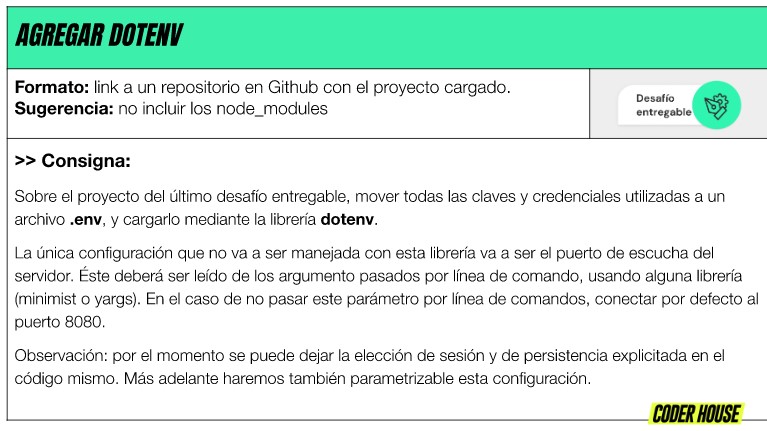 AGREGAR DOTENV
Formato: link a un repositorio en Github con el proyecto cargado.
Sugerencia: no incluir los node_modules
Desafío
entregable
>> Consigna:
Sobre el proyecto del último desafío entregable, mover todas las claves y credenciales utilizadas a un
archivo .env, y cargarlo mediante la librería dotenv.
La única configuración que no va a ser manejada con esta librería va a ser el puerto de escucha del
servidor. Éste deberá ser leído de los argumento pasados por línea de comando, usando alguna librería
(minimist o yargs). En el caso de no pasar este parámetro por línea de comandos, conectar por defecto al
puerto 8080.
Observación: por el momento se puede dejar la elección de sesión y de persistencia explicitada en el
código mismo. Más adelante haremos también parametrizable esta configuración.
CODER HOUSE